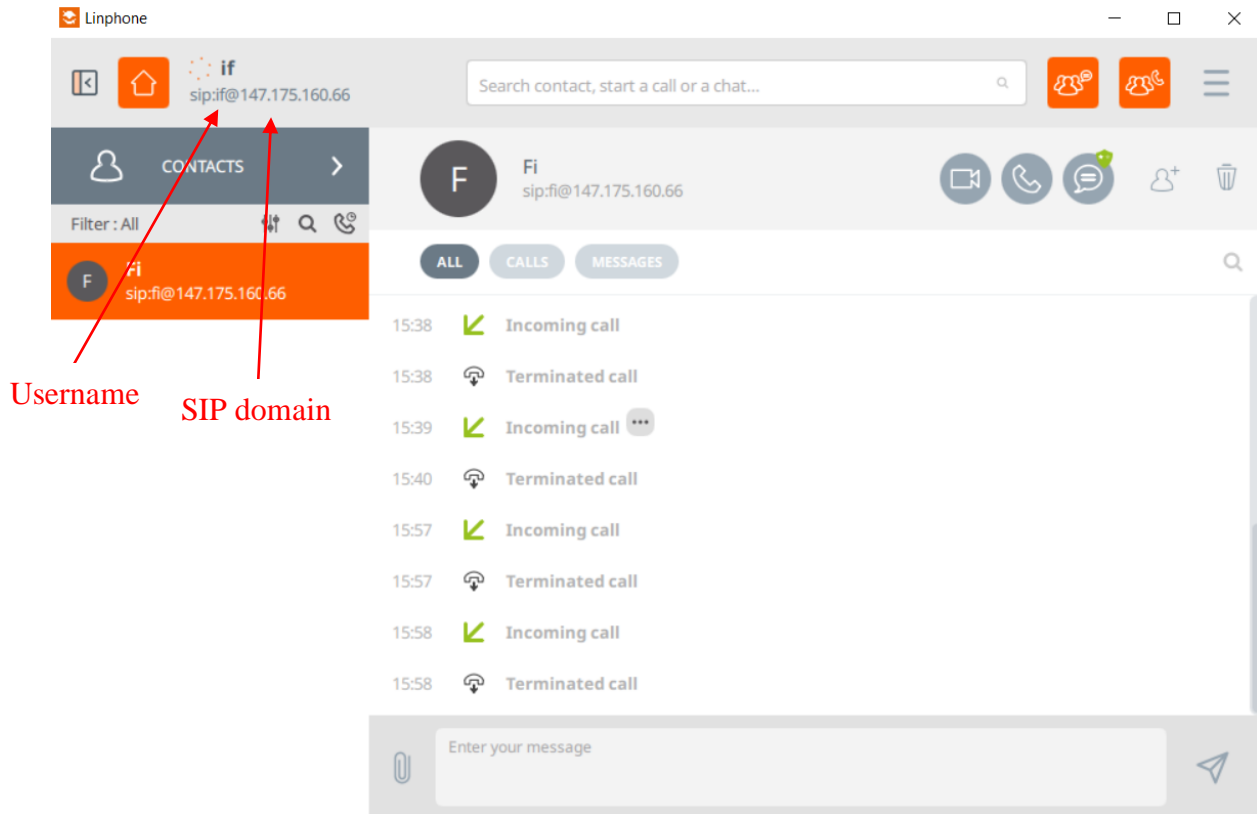 Linphone
if
sip:if@147.175.160.66
Search contact, start a call or a chat...
CONTACTS
F
Fi
sip:fi@147.175.160.66
Filter : All
ALL
CALLS
MESSAGES
F
Fi
sip:fi@147.175.160.66
15:38 Incoming call
15:38 Terminated call
Username
SIP domain
15:39 Incoming call
15:40 Terminated call
15:57 Incoming call
15:57 Terminated call
15:58 Incoming call
15:58 Terminated call
Enter your message